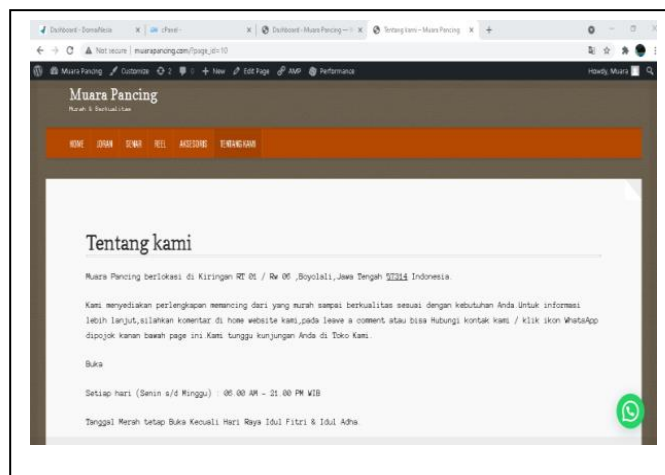 Dashboard - DomaiNesia
cPanel -
Dashboard - Muara Pancing —
Tentang kami – Muara Pancing
Not secure | muarapancing.com/?page_id=10
Muara Pancing Customize 2 0 New Edit Page AMP Performance
Howdy, Muara
Muara Pancing
Murah & Berkualitas
HOME JORAN SENAR REEL AKSESORIS TENTANG KAMI
Tentang kami
Muara Pancing berlokasi di Kiringan RT 01 / Rw 06 ,Boyolali,Jawa Tengah 57314 Indonesia.
Kami menyediakan perlengkapan memancing dari yang murah sampai berkualitas sesuai dengan kebutuhan Anda.Untuk informasi
lebih lanjut,silahkan komentar di home website kami,pada leave a comment atau bisa Hubungi kontak kami / klik ikon WhatsApp
dipojok kanan bawah page ini Kami tunggu kunjungan Anda di Toko Kami.
Buka
Setiap hari (Senin s/d Minggu) : 06.00 AM – 21.00 PM WIB
Tanggal Merah tetap Buka Kecuali Hari Raya Idul Fitri & Idul Adha